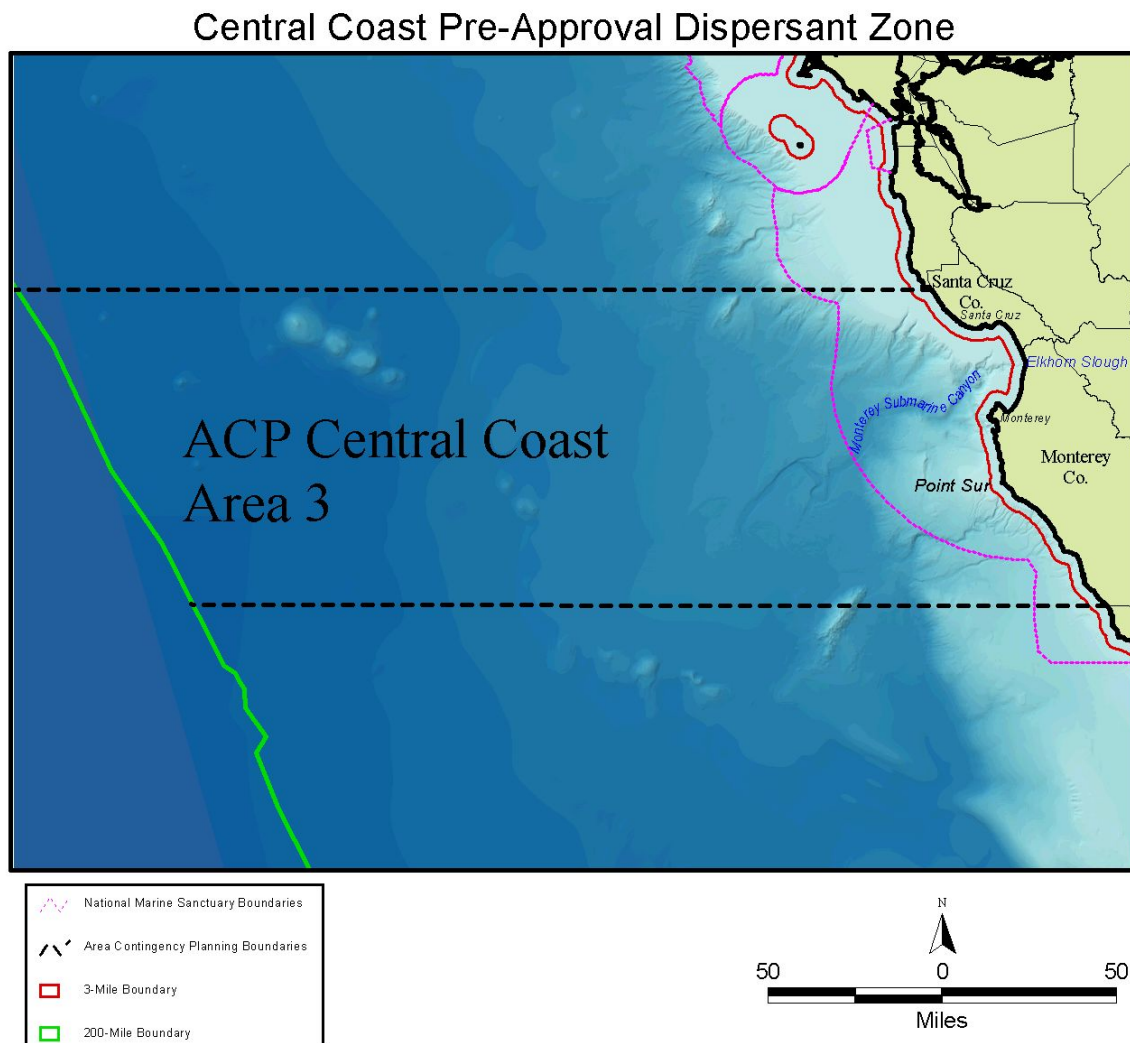 Central Coast Pre-Approval Dispersant Zone
Santa Cruz
Co.
Santa Cruz
Elkhorn Slough
Monterey Submarine Canyon
Monterey
ACP Central Coast
Area 3
Monterey
Co.
Point Sur
National Marine Sanctuary Boundaries
Area Contingency Planning Boundaries
3-Mile Boundary
200-Mile Boundary
N
50 0 50
Miles